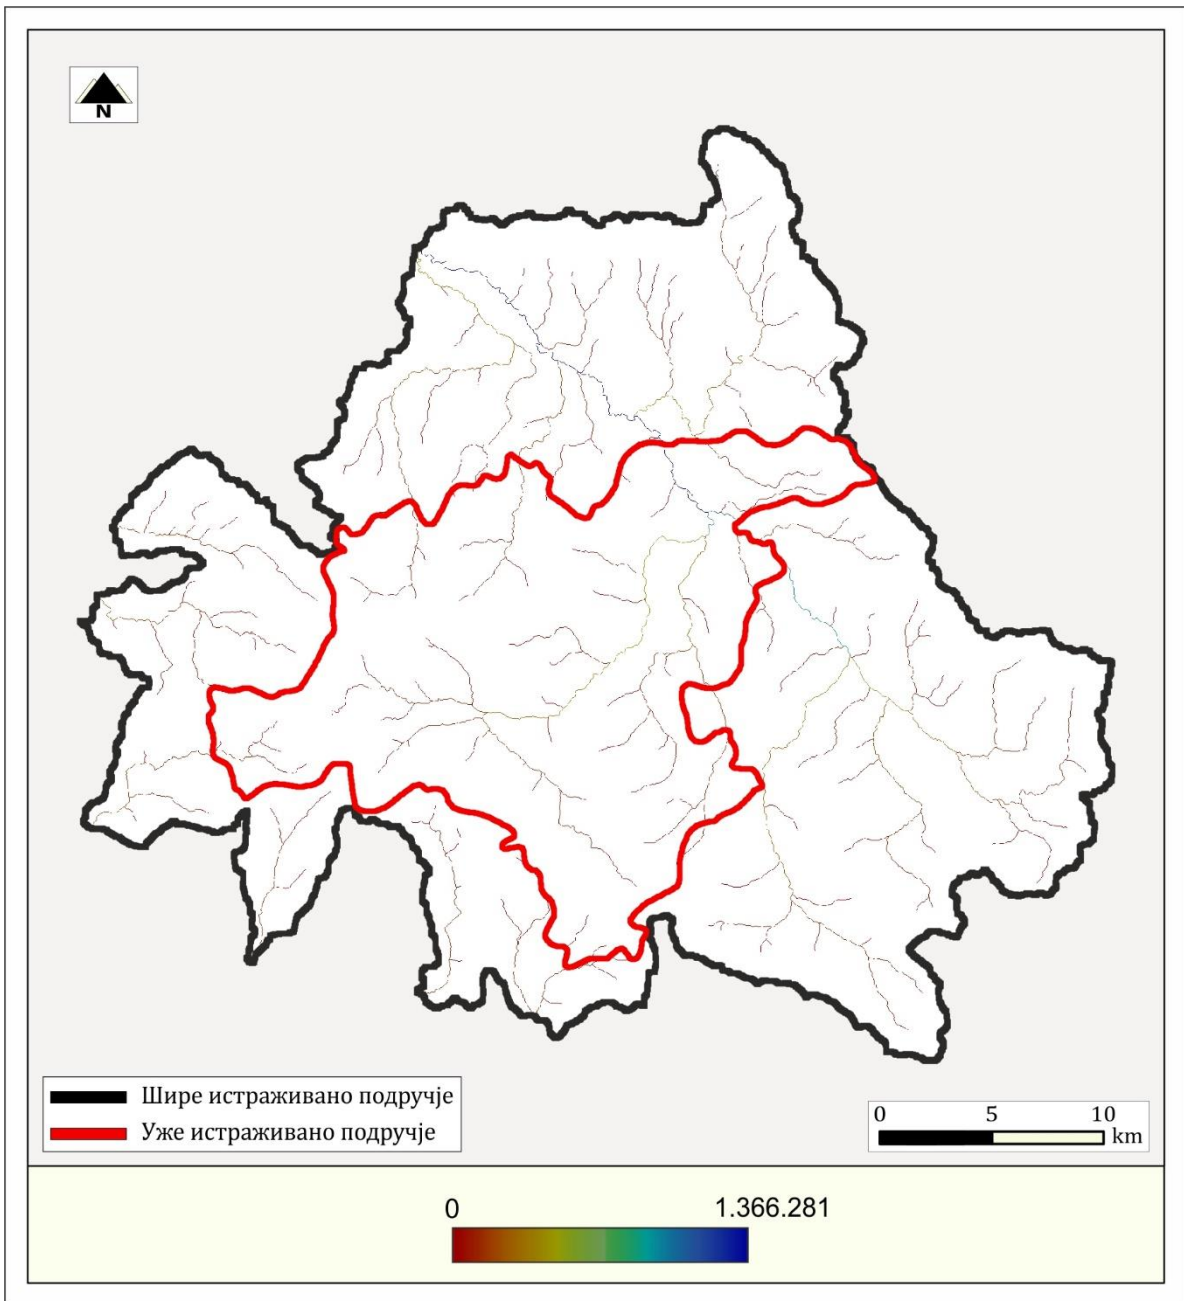 N
Шире истраживано подручје
Уже истраживано подручје
0 5 10
km
0 1.366.281